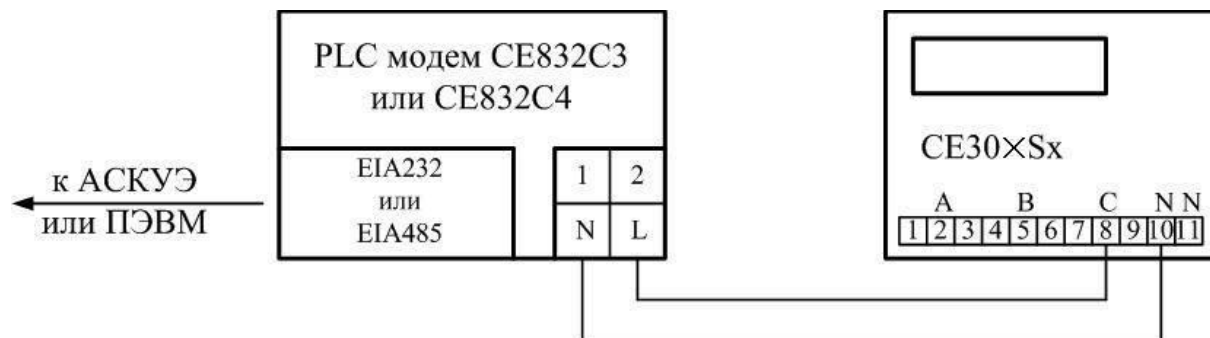 PLC модем CE832C3
или CE832C4
к АСКУЭ
или ПЭВМ
EIA232
или
EIA485
1 2
N L
CE30×Sx
A B C N N
1 2 3 4 5 6 7 8 9 10 11